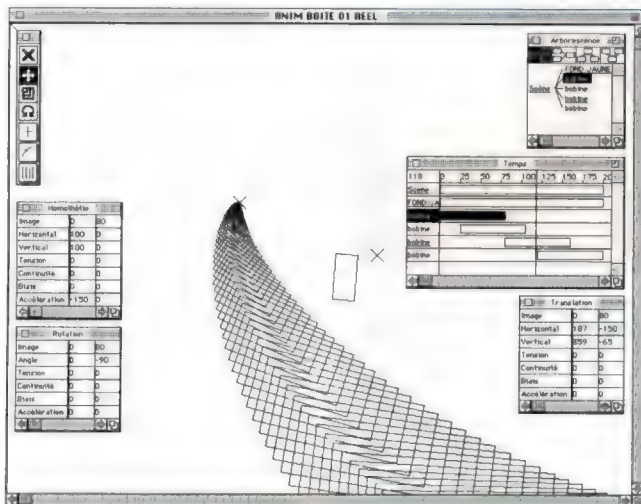 ANIM BOITE 01 REEL
Arborescence
FOND JAUNE
Scène
bobine
bobine
bobine
Temps
118 0 25 50 75 100 125 150 175
Scène
FOND JA
bobine
bobine
bobine
Homothétie
Image 0 80
Horizontal 100 0
Vertical 100 0
Tension 0 0
Continuité 0 0
Biais 0 0
Accélération -150 0
Translation
Image 0 80
Horizontal 187 -150
Vertical 859 -65
Tension 0 0
Continuité 0 0
Biais 0 0
Accélération 0 0
Rotation
Image 0 80
Angle 0 -90
Tension 0 0
Continuité 0 0
Biais 0 0
Accélération 0 0